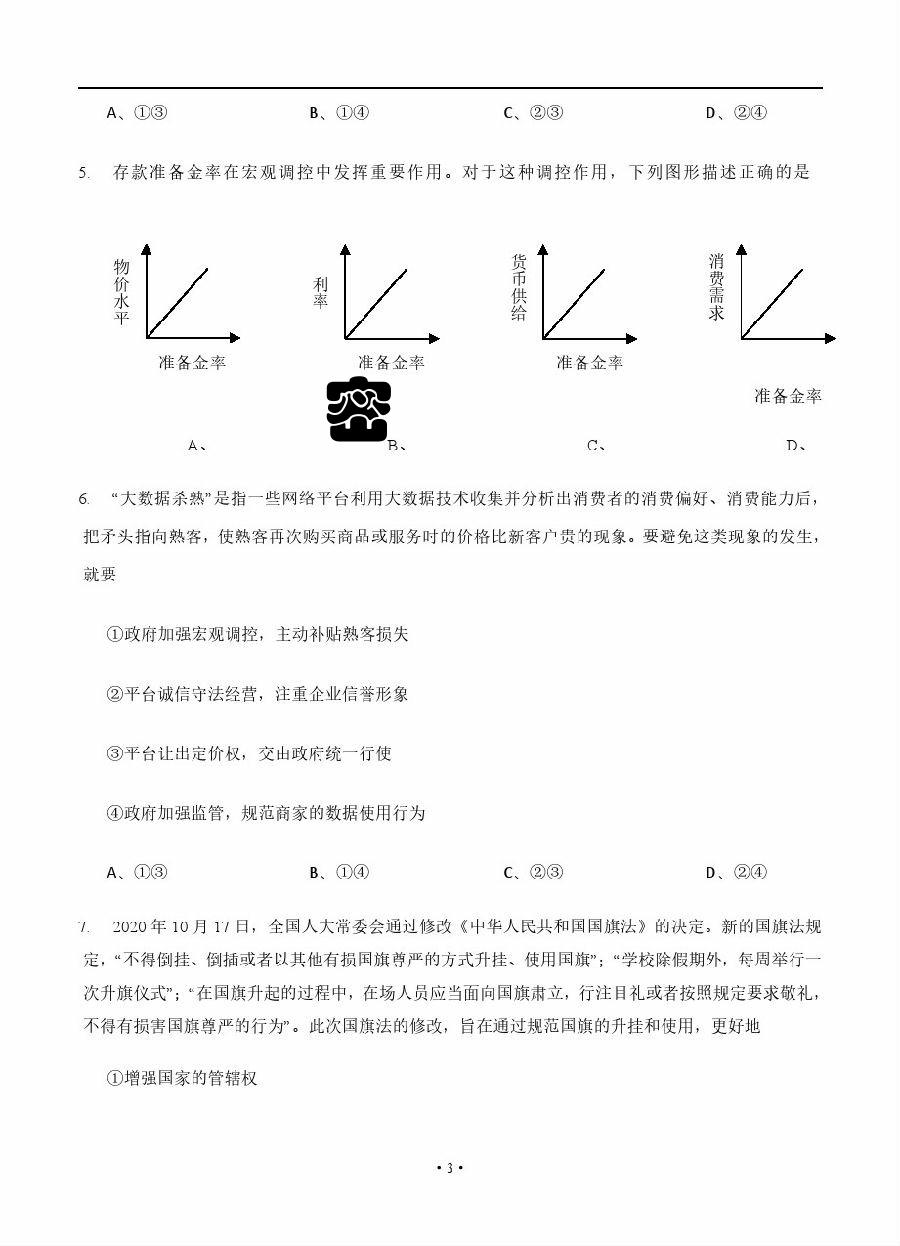 A、①③ B、①④ C、②③ D、②④
5. 存款准备金率在宏观调控中发挥重要作用。对于这种调控作用，下列图形描述正确的是
物价水平 利率 货币供给 消费需求
准备金率 准备金率 准备金率
准备金率
A、 B、 C、 D、
6. “大数据杀熟”是指一些网络平台利用大数据技术收集并分析出消费者的消费偏好、消费能力后，
把矛头指向熟客，使熟客再次购买商品或服务时的价格比新客户贵的现象。要避免这类现象的发生，
就要
①政府加强宏观调控，主动补贴熟客损失
②平台诚信守法经营，注重企业信誉形象
③平台让出定价权，交由政府统一行使
④政府加强监管，规范商家的数据使用行为
A、①③ B、①④ C、②③ D、②④
7. 2020年10月17日，全国人大常委会通过修改《中华人民共和国国旗法》的决定。新的国旗法规
定，“不得倒挂、倒插或者以其他有损国旗尊严的方式升挂、使用国旗”；“学校除假期外，每周举行一
次升旗仪式”；“在国旗升起的过程中，在场人员应当面向国旗肃立，行注目礼或者按照规定要求敬礼，
不得有损害国旗尊严的行为”。此次国旗法的修改，旨在通过规范国旗的升挂和使用，更好地
①增强国家的管辖权
·3·